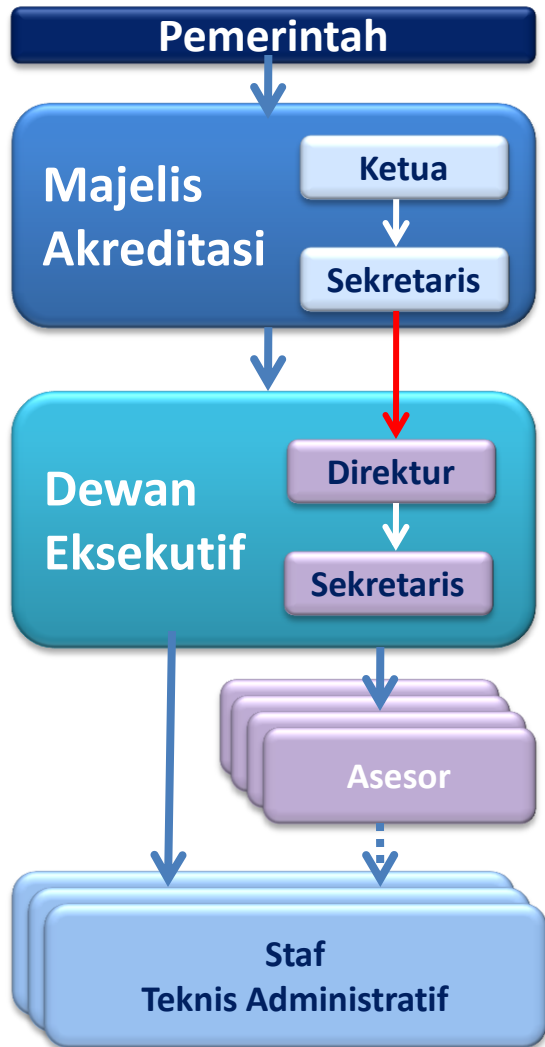 Pemerintah
Majelis
Akreditasi
Ketua
Sekretaris
Dewan
Eksekutif
Direktur
Sekretaris
Asesor
Staf
Teknis Administratif